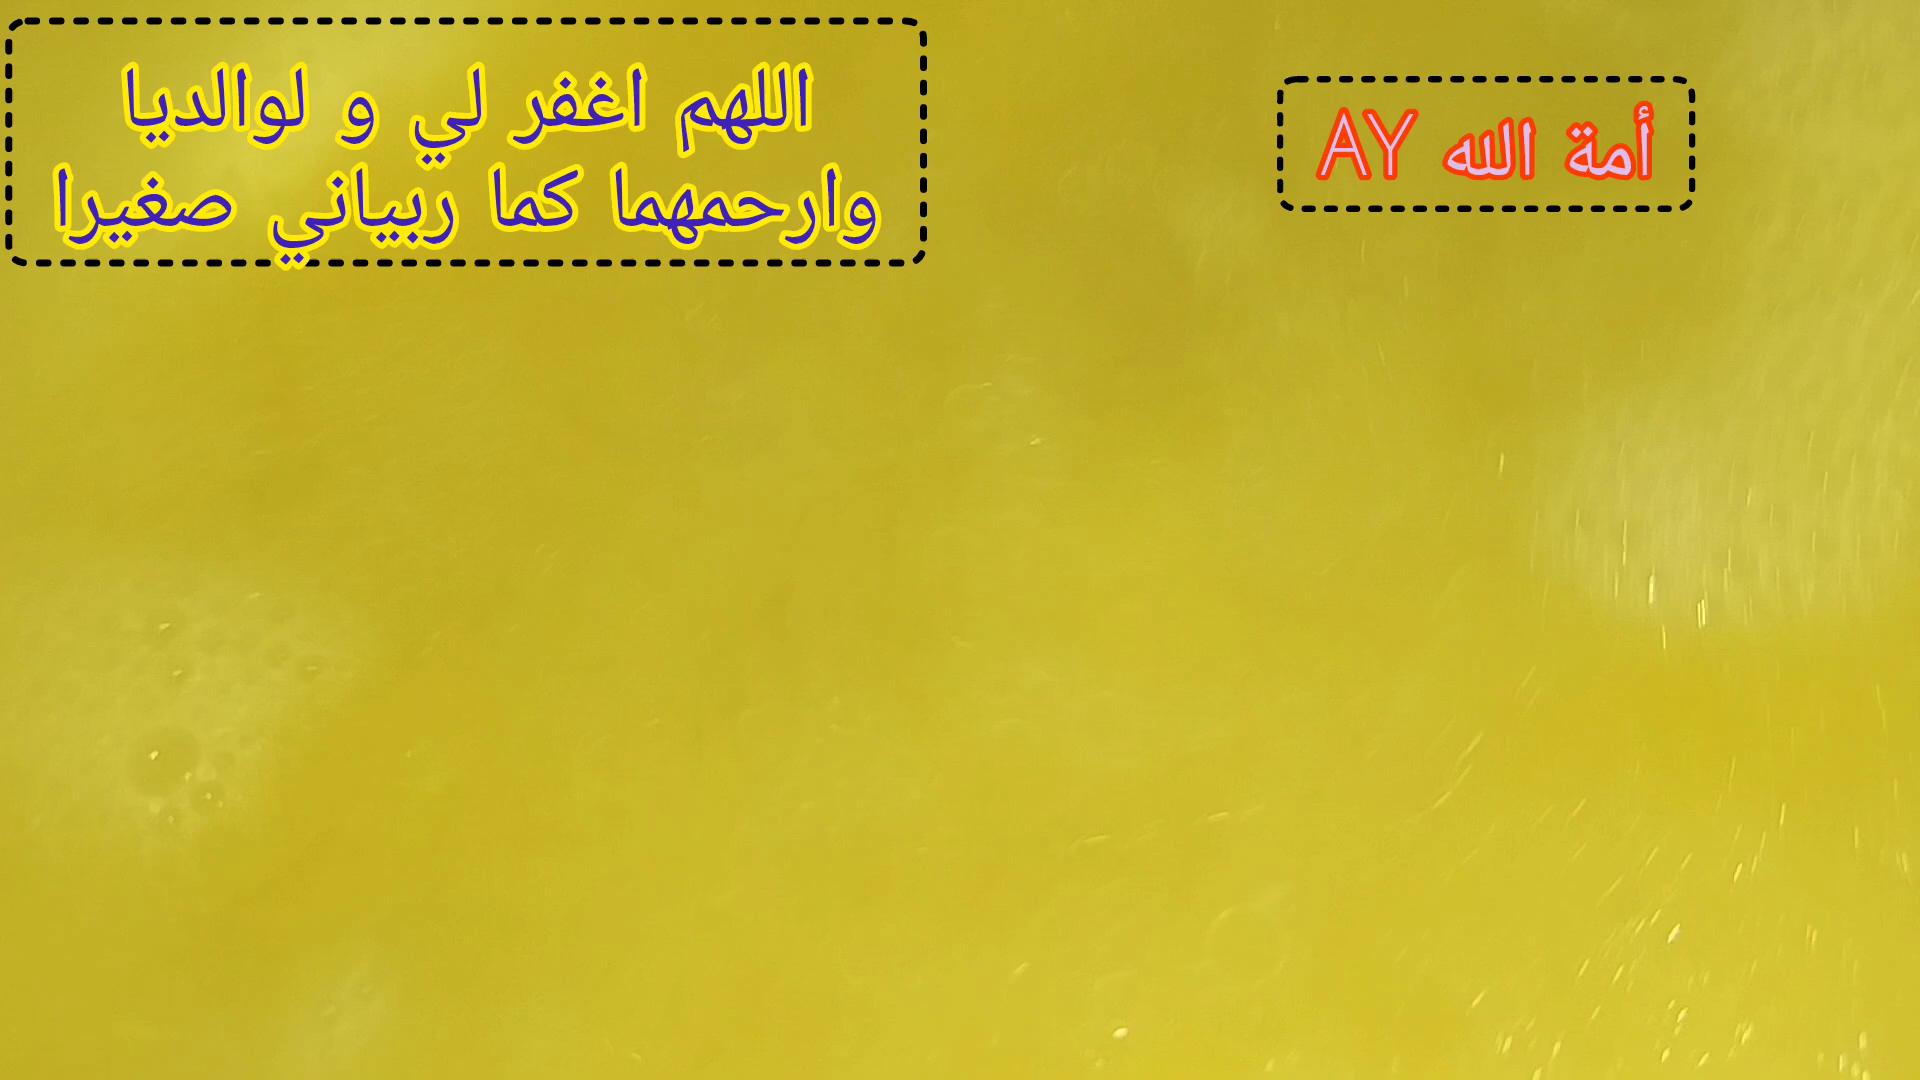 اللهم اغفر لي و لوالديا
وارحمهما كما ربياني صغيرا
أمة الله AY